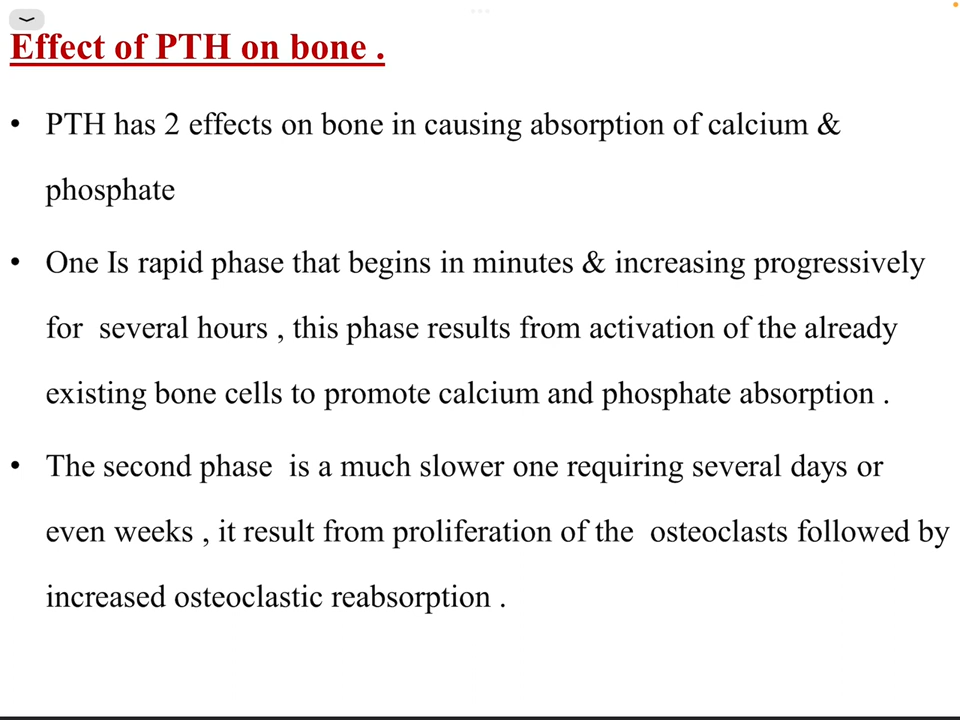 Effect of PTH on bone .
• PTH has 2 effects on bone in causing absorption of calcium &
phosphate
• One Is rapid phase that begins in minutes & increasing progressively
for several hours , this phase results from activation of the already
existing bone cells to promote calcium and phosphate absorption .
• The second phase is a much slower one requiring several days or
even weeks , it result from proliferation of the osteoclasts followed by
increased osteoclastic reabsorption .